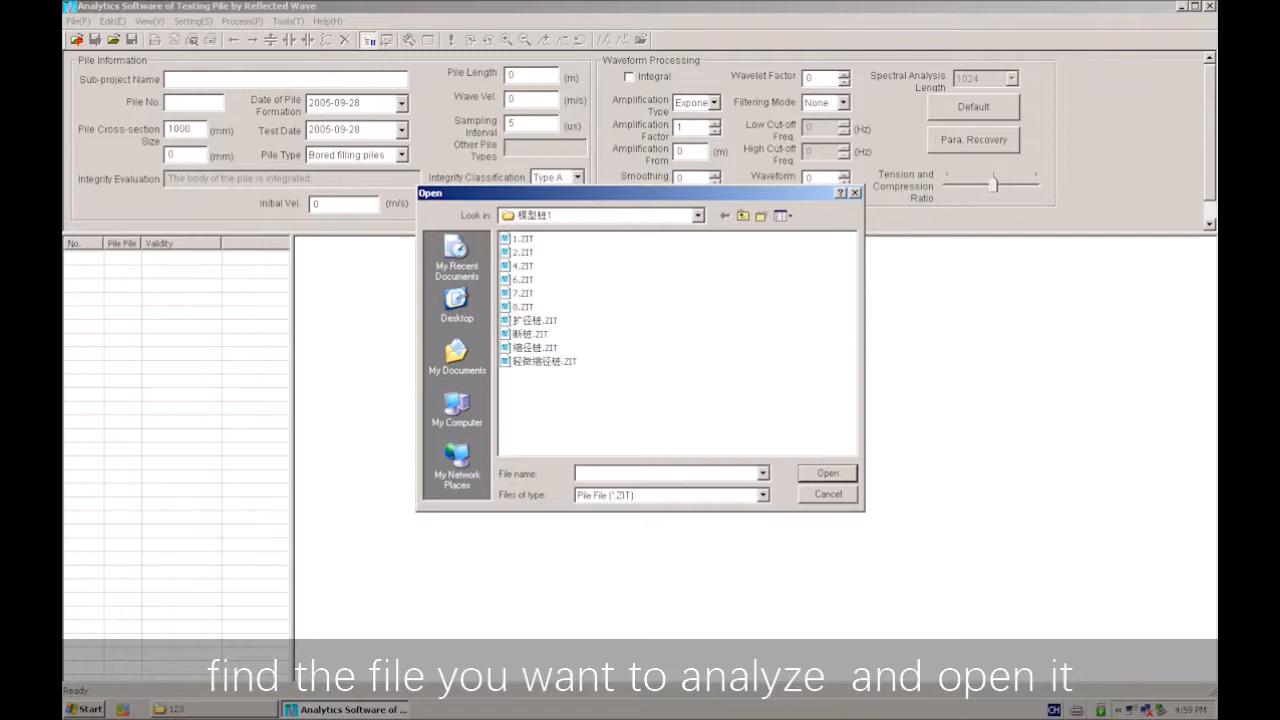 Analytics Software of Testing Pile by Reflected Wave
File(F) Edit(E) View(V) Setting(S) Process(P) Tools(T) Help(H)
Pile Information
Sub-project Name
Pile No.
Date of Pile Formation 2005-09-28
Pile Cross-section Size 1000 (mm)
Test Date 2005-09-28
0 (mm)
Pile Type Bored filling piles
Integrity Evaluation The body of the pile is integrated.
Initial Vel. 0 (m/s)
Pile Length 0 (m)
Wave Vel. 0 (m/s)
Sampling Interval 5 (us)
Other Pile Types
Integrity Classification Type A
Waveform Processing
Integral
Amplification Type Expone
Amplification Factor 1
Amplification From 0 (m)
Smoothing 0
Wavelet Factor 0
Filtering Mode None
Low Cut-off Freq. 0 (Hz)
High Cut-off Freq. 0 (Hz)
Waveform 0
Spectral Analysis Length 1024
Default
Para. Recovery
Tension and Compression Ratio
No. Pile File Validity
Open
Look in: 模型桩1
My Recent Documents
Desktop
My Documents
My Computer
My Network Places
1.ZIT
2.ZIT
4.ZIT
6.ZIT
7.ZIT
8.ZIT
扩径桩.ZIT
断桩.ZIT
缩径桩.ZIT
轻微缩径桩.ZIT
File name: Open
Files of type: Pile File (*.ZIT) Cancel
find the file you want to analyze and open it
Ready
Start 123 Analytics Software of ... CH 4:59 PM